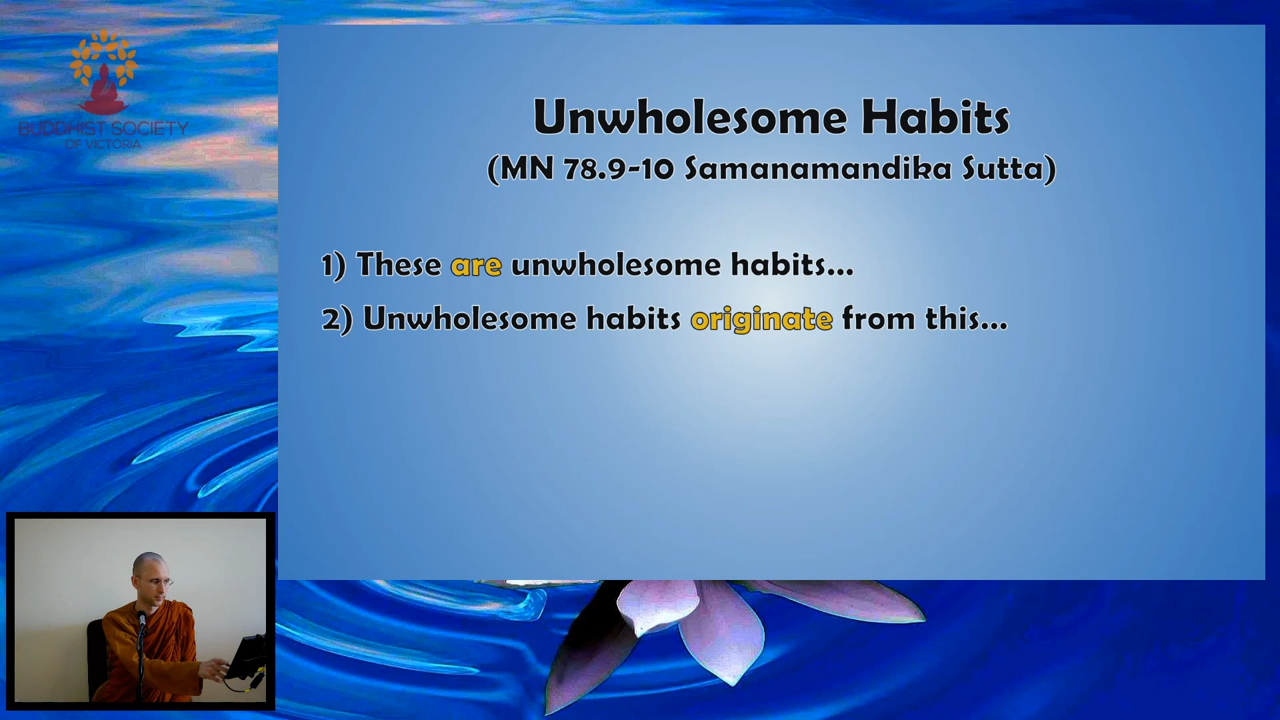 BUDDHIST SOCIETY
OF VICTORIA
Unwholesome Habits
(MN 78.9-10 Samanamandika Sutta)
1) These are unwholesome habits...
2) Unwholesome habits originate from this...